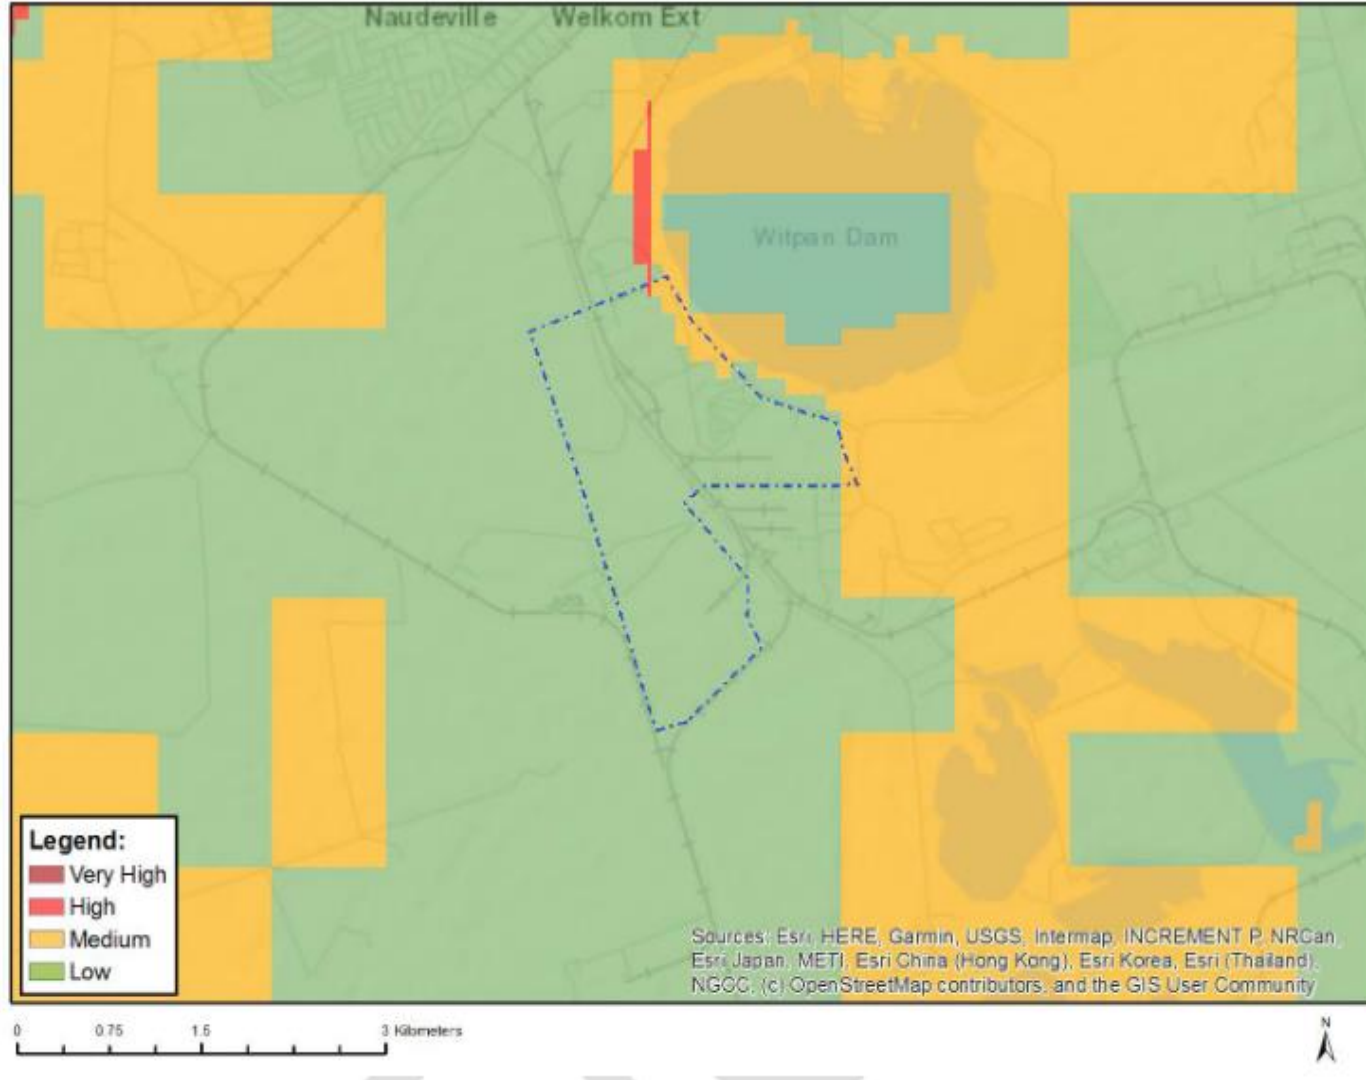 Naudeville Welkom Ext
Witpan Dam
Legend:
Very High
High
Medium
Low
Sources: Esri, HERE, Garmin, USGS, Intermap, INCREMENT P, NRCan,
Esri Japan, METI, Esri China (Hong Kong), Esri Korea, Esri (Thailand),
NGCC, (c) OpenStreetMap contributors, and the GIS User Community
0 0.75 1.5 3 Kilometers
N